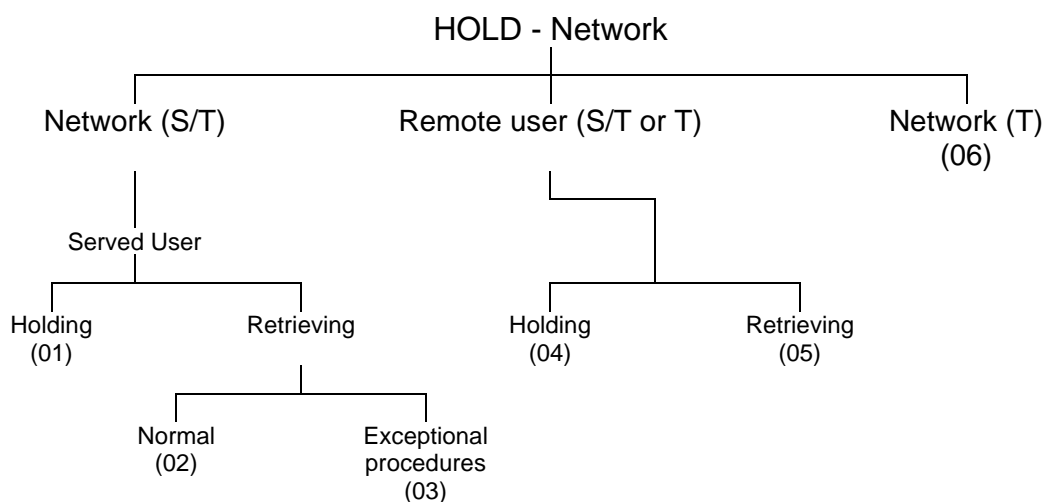 HOLD - Network
Network (S/T)
Remote user (S/T or T)
Network (T)
(06)
Served User
Holding
(01)
Retrieving
Holding
(04)
Retrieving
(05)
Normal
(02)
Exceptional
procedures
(03)